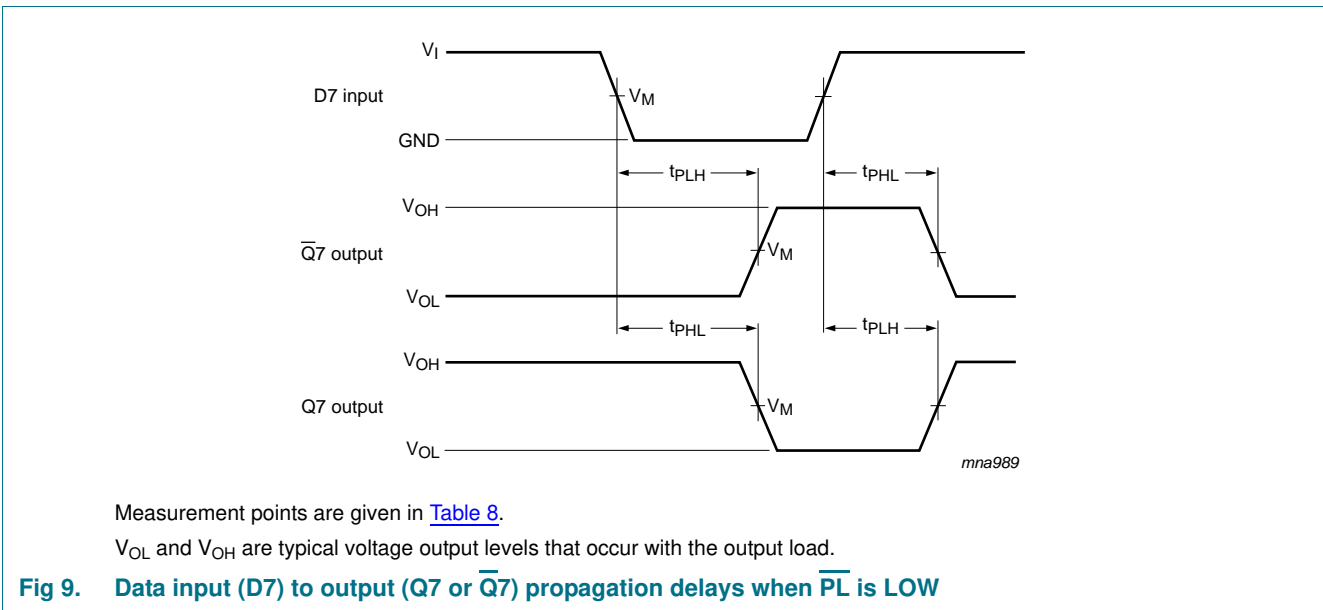 V_I
D7 input
V_M
GND
t_PLH
t_PHL
V_OH
Q̅7 output
V_M
V_OL
t_PHL
t_PLH
V_OH
Q7 output
V_M
V_OL
mna989
Measurement points are given in Table 8.
V_OL and V_OH are typical voltage output levels that occur with the output load.
Fig 9. Data input (D7) to output (Q7 or Q̅7) propagation delays when P̅L̅ is LOW